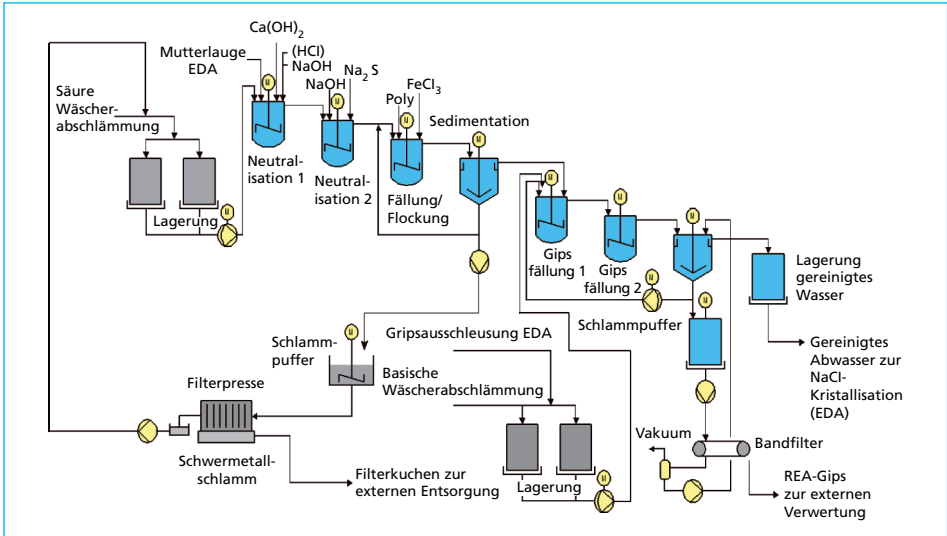 Ca(OH)2
Mutterlauge
EDA
(HCl)
NaOH
NaOH
Na2 S
FeCl3
Poly
Sedimentation
Säure
Wäscher-
abschlämmung
M
M
M
M
Neutral-
isation 1
Neutral-
isation 2
Fällung/
Flockung
Lagerung
M
M
M
M
Gips
fällung 1
Gips
fällung 2
M
M
Lagerung
gereinigtes
Wasser
Schlammpuffer
Gereinigtes
Abwasser zur
NaCl-
Kristallisation
(EDA)
Schlamm-
puffer
M
Gripsausschleusung EDA
Basische
Wäscherabschlämmung
Filterpresse
Schwermetall-
schlamm
Filterkuchen zur
externen Entsorgung
Lagerung
M
Vakuum
Bandfilter
REA-Gips
zur externen
Verwertung